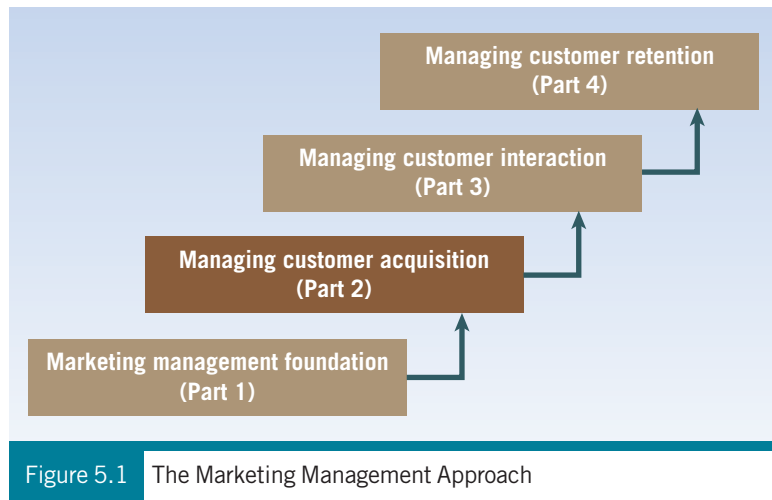 Managing customer retention
(Part 4)
Managing customer interaction
(Part 3)
Managing customer acquisition
(Part 2)
Marketing management foundation
(Part 1)
Figure 5.1 The Marketing Management Approach